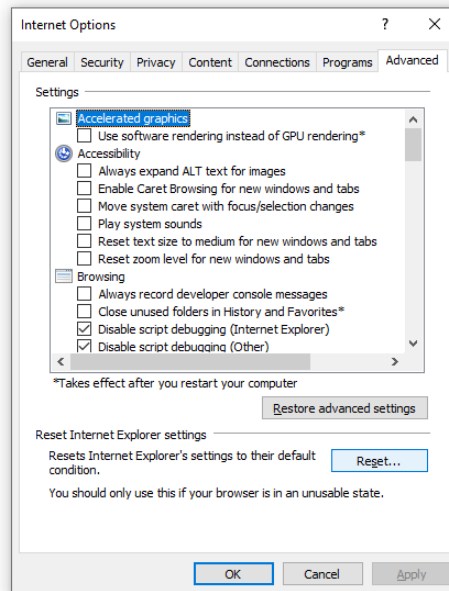 Internet Options
? ×
General Security Privacy Content Connections Programs Advanced
Settings
Accelerated graphics
Use software rendering instead of GPU rendering*
Accessibility
Always expand ALT text for images
Enable Caret Browsing for new windows and tabs
Move system caret with focus/selection changes
Play system sounds
Reset text size to medium for new windows and tabs
Reset zoom level for new windows and tabs
Browsing
Always record developer console messages
Close unused folders in History and Favorites*
Disable script debugging (Internet Explorer)
Disable script debugging (Other)
*Takes effect after you restart your computer
Restore advanced settings
Reset Internet Explorer settings
Resets Internet Explorer's settings to their default
condition.
Reset...
You should only use this if your browser is in an unusable state.
OK Cancel Apply